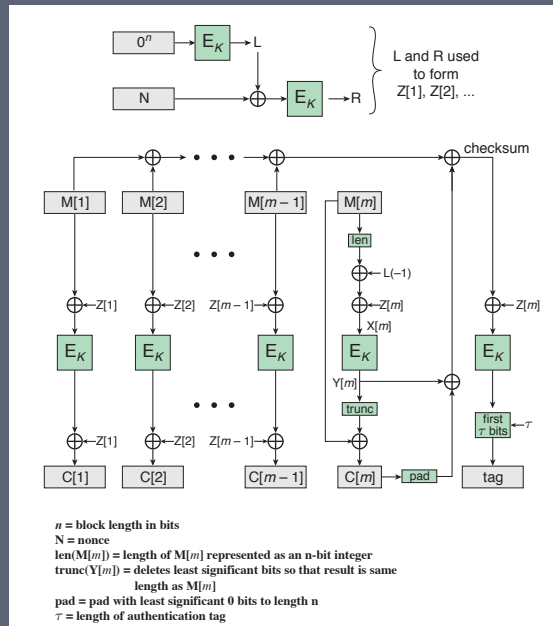 0ⁿ
E_K
L
N
E_K
R
L and R used
to form
Z[1], Z[2], ...
checksum
M[1]
M[2]
M[m – 1]
M[m]
len
L(–1)
Z[1]
Z[2]
Z[m–1]
Z[m]
Z[m]
X[m]
E_K
E_K
E_K
E_K
E_K
Y[m]
trunc
first
τ bits
τ
Z[1]
Z[2]
Z[m–1]
C[1]
C[2]
C[m – 1]
C[m]
pad
tag
n = block length in bits
N = nonce
len(M[m]) = length of M[m] represented as an n-bit integer
trunc(Y[m]) = deletes least significant bits so that result is same
length as M[m]
pad = pad with least significant 0 bits to length n
τ = length of authentication tag